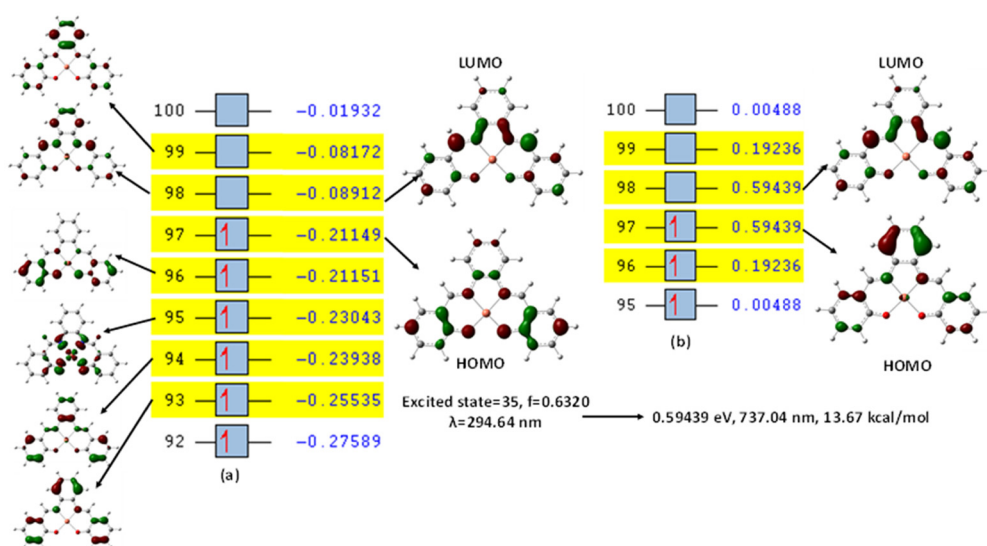 LUMO
100 -0.01932
99 -0.08172
98 -0.08912
97 -0.21149
96 -0.21151
95 -0.23043
94 -0.23938
93 -0.25535
92 -0.27589
(a)
HOMO
Excited state=35, f=0.6320
λ=294.64 nm
0.59439 eV, 737.04 nm, 13.67 kcal/mol
LUMO
100 0.00488
99 0.19236
98 0.59439
97 0.59439
96 0.19236
95 0.00488
(b)
HOMO